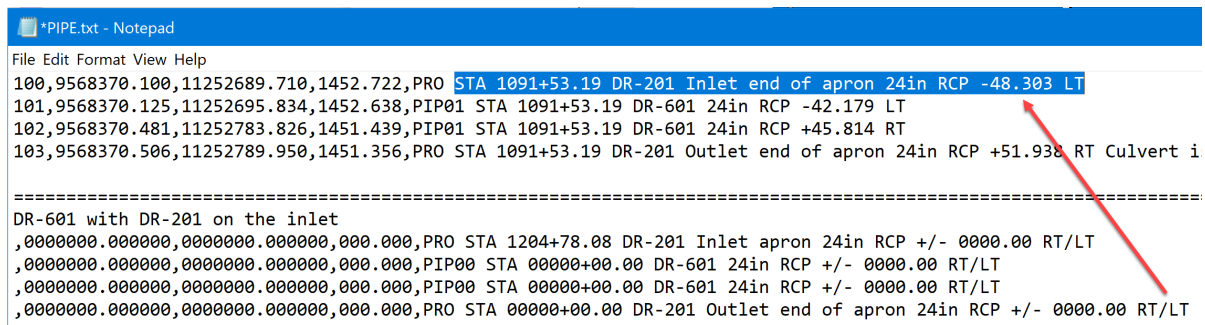 *PIPE.txt - Notepad
File Edit Format View Help
100,9568370.100,11252689.710,1452.722,PRO STA 1091+53.19 DR-201 Inlet end of apron 24in RCP -48.303 LT
101,9568370.125,11252695.834,1452.638,PIP01 STA 1091+53.19 DR-601 24in RCP -42.179 LT
102,9568370.481,11252783.826,1451.439,PIP01 STA 1091+53.19 DR-601 24in RCP +45.814 RT
103,9568370.506,11252789.950,1451.356,PRO STA 1091+53.19 DR-201 Outlet end of apron 24in RCP +51.938 RT Culvert i
================================================================================================================
DR-601 with DR-201 on the inlet
,0000000.000000,0000000.000000,000.000,PRO STA 1204+78.08 DR-201 Inlet apron 24in RCP +/- 0000.00 RT/LT
,0000000.000000,0000000.000000,000.000,PIP00 STA 00000+00.00 DR-601 24in RCP +/- 0000.00 RT/LT
,0000000.000000,0000000.000000,000.000,PIP00 STA 00000+00.00 DR-601 24in RCP +/- 0000.00 RT/LT
,0000000.000000,0000000.000000,000.000,PRO STA 00000+00.00 DR-201 Outlet end of apron 24in RCP +/- 0000.00 RT/LT